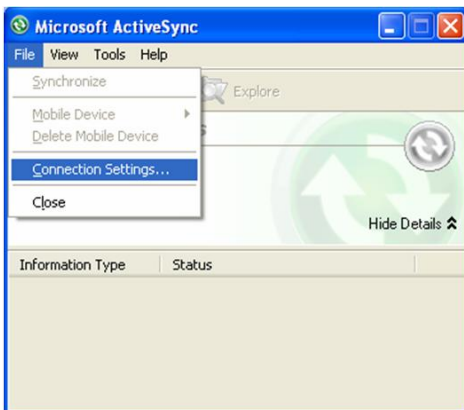 Microsoft ActiveSync
File View Tools Help
Synchronize
Explore
Mobile Device
Delete Mobile Device
Connection Settings...
Close
Hide Details
Information Type Status